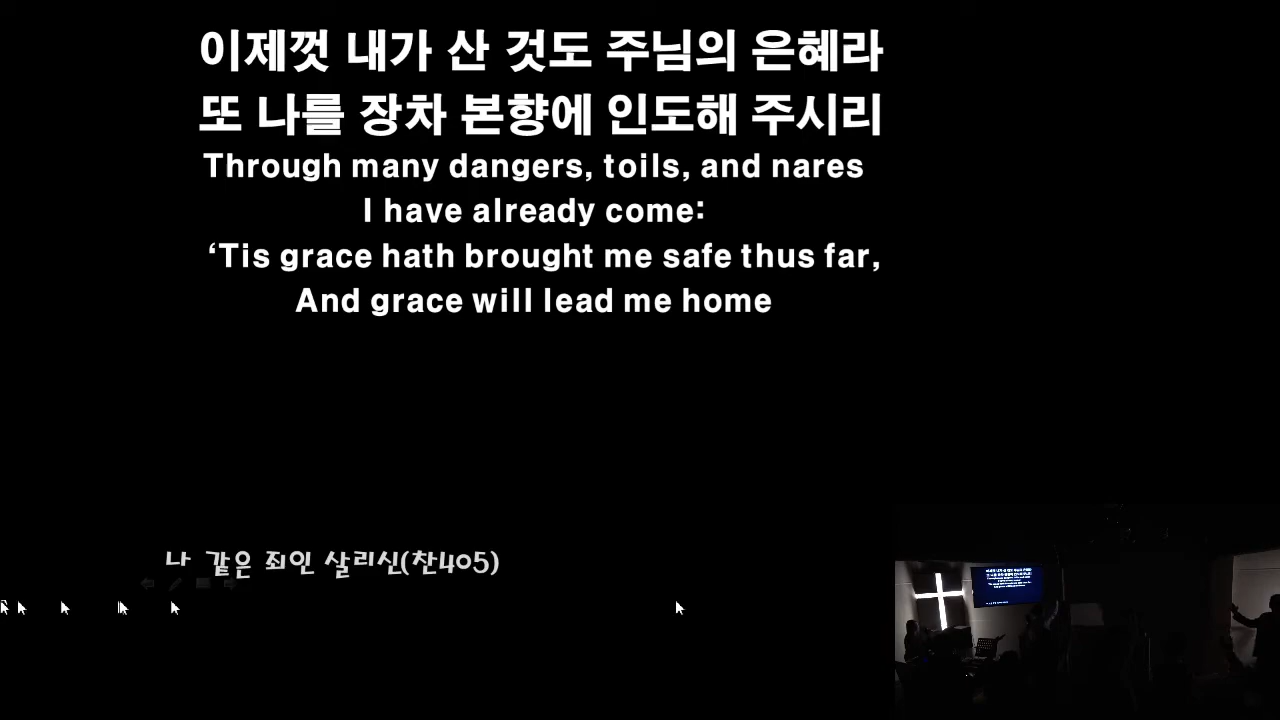 이제껏 내가 산 것도 주님의 은혜라
또 나를 장차 본향에 인도해 주시리
Through many dangers, toils, and nares
I have already come:
‘Tis grace hath brought me safe thus far,
And grace will lead me home
나 같은 죄인 살리신(찬405)